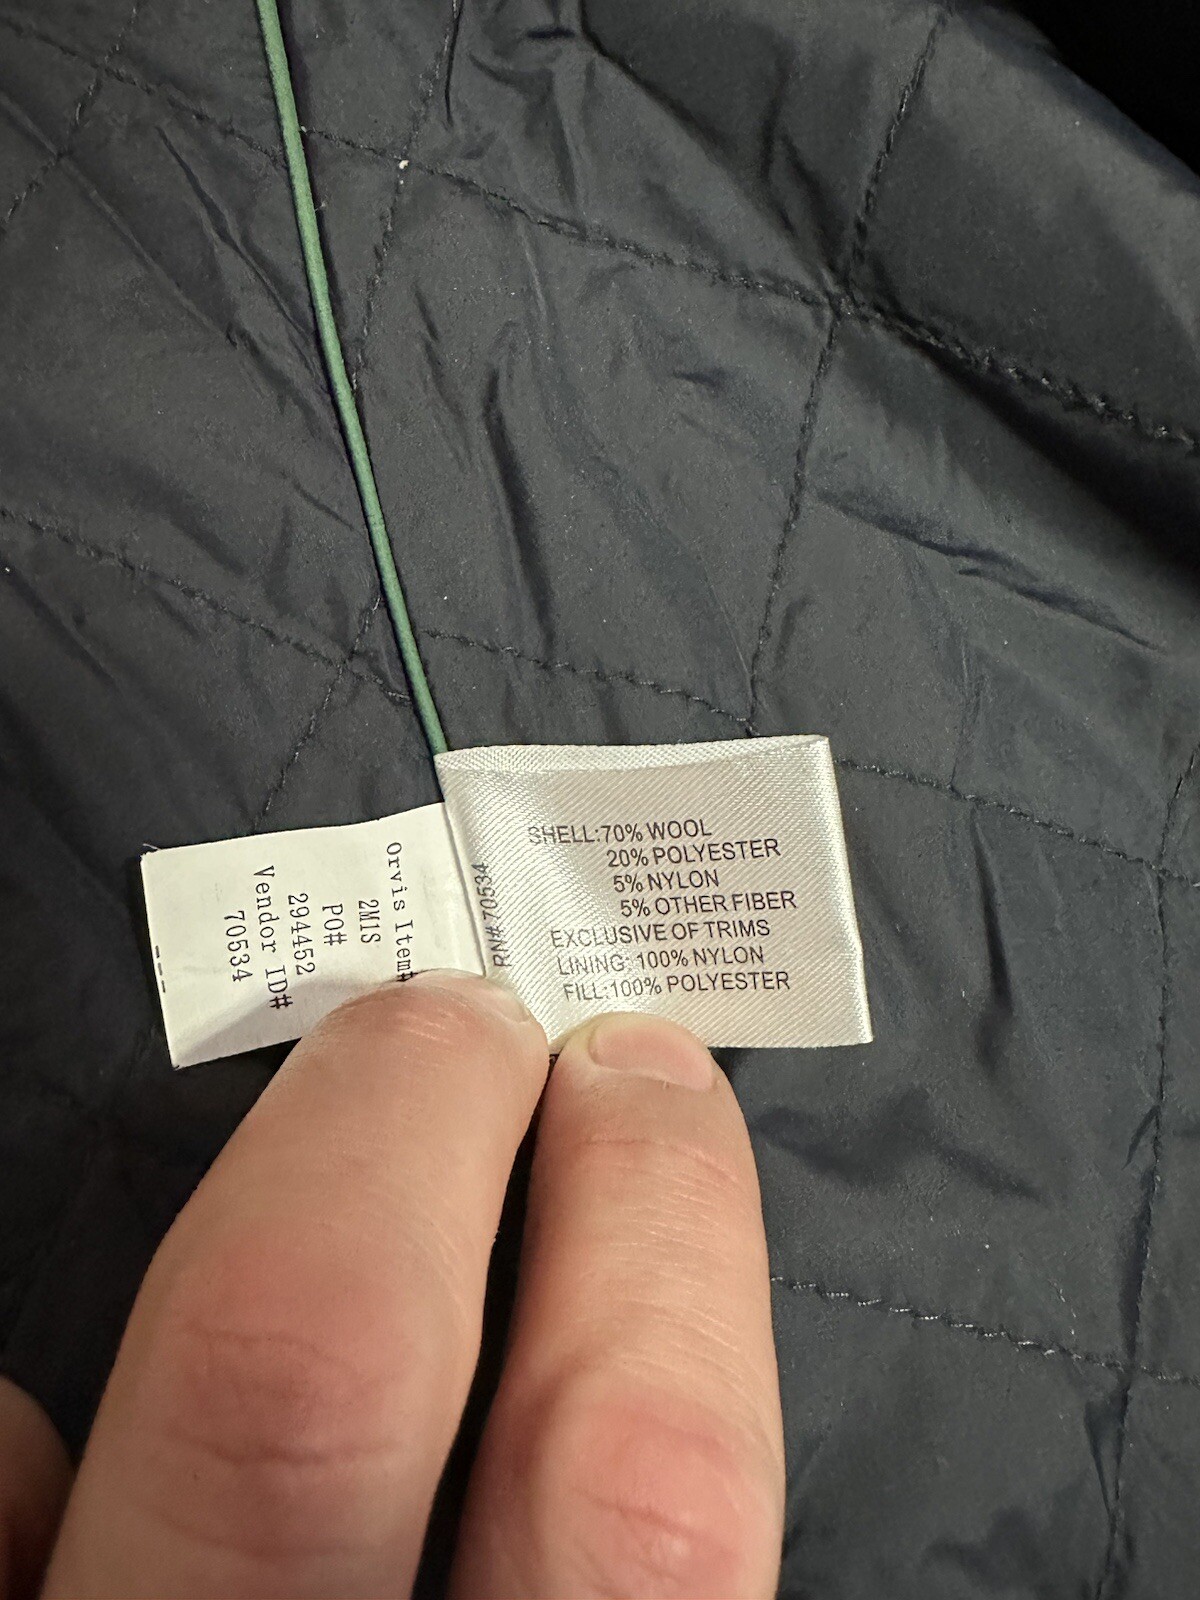 Orvis Item#
2MIS
PO#
294452
Vendor ID#
70534
RN#70534
SHELL:70% WOOL
20% POLYESTER
5% NYLON
5% OTHER FIBER
EXCLUSIVE OF TRIMS
LINING: 100% NYLON
FILL:100% POLYESTER